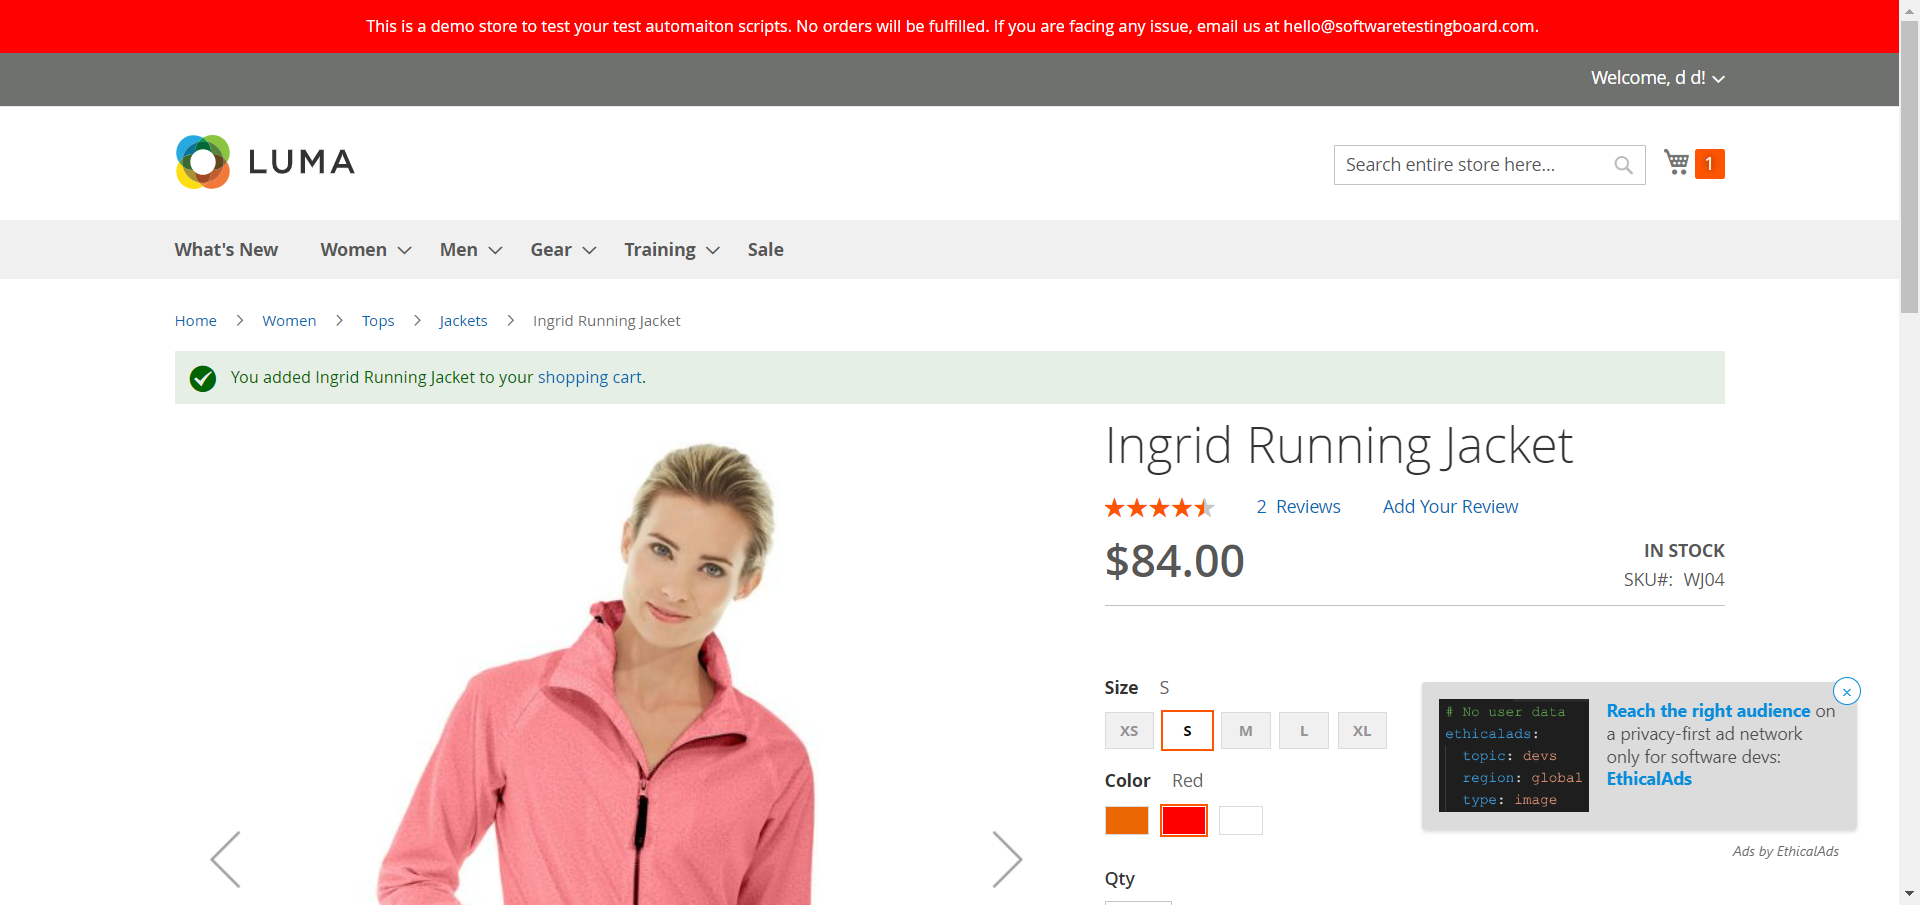 This is a demo store to test your test automaiton scripts. No orders will be fulfilled. If you are facing any issue, email us at hello@softwaretestingboard.com.
Welcome, d d!
LUMA
Search entire store here...
1
What's New
Women
Men
Gear
Training
Sale
Home > Women > Tops > Jackets > Ingrid Running Jacket
You added Ingrid Running Jacket to your shopping cart.
Ingrid Running Jacket
2 Reviews
Add Your Review
$84.00
IN STOCK
SKU#: WJ04
Size S
XS S M L XL
Color Red
Qty
# No user data
ethicalads:
topic: devs
region: global
type: image
Reach the right audience on
a privacy-first ad network
only for software devs:
EthicalAds
×
Ads by EthicalAds